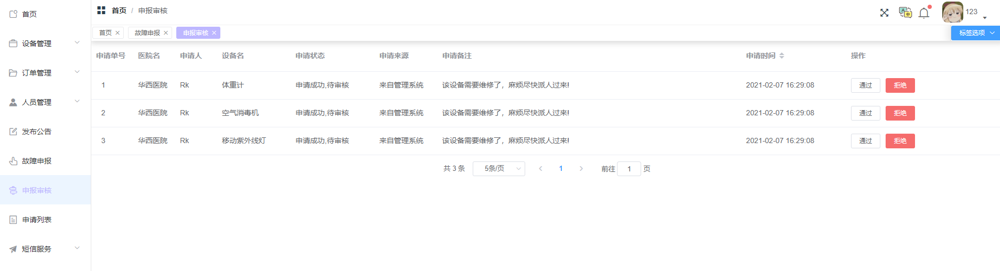 首页
设备管理
订单管理
人员管理
发布公告
故障申报
申报审核
申请列表
短信服务
首页 / 申报审核
123
首页 故障申报 申报审核
标签选项
申请单号 医院名 申请人 设备名 申请状态 申请来源 申请备注 申请时间 操作
1 华西医院 Rk 体重计 申请成功,待审核 来自管理系统 该设备需要维修了，麻烦尽快派人过来! 2021-02-07 16:29:08 通过 拒绝
2 华西医院 Rk 空气消毒机 申请成功,待审核 来自管理系统 该设备需要维修了，麻烦尽快派人过来! 2021-02-07 16:29:08 通过 拒绝
3 华西医院 Rk 移动紫外线灯 申请成功,待审核 来自管理系统 该设备需要维修了，麻烦尽快派人过来! 2021-02-07 16:29:08 通过 拒绝
共 3 条 5条/页 1 前往 1 页